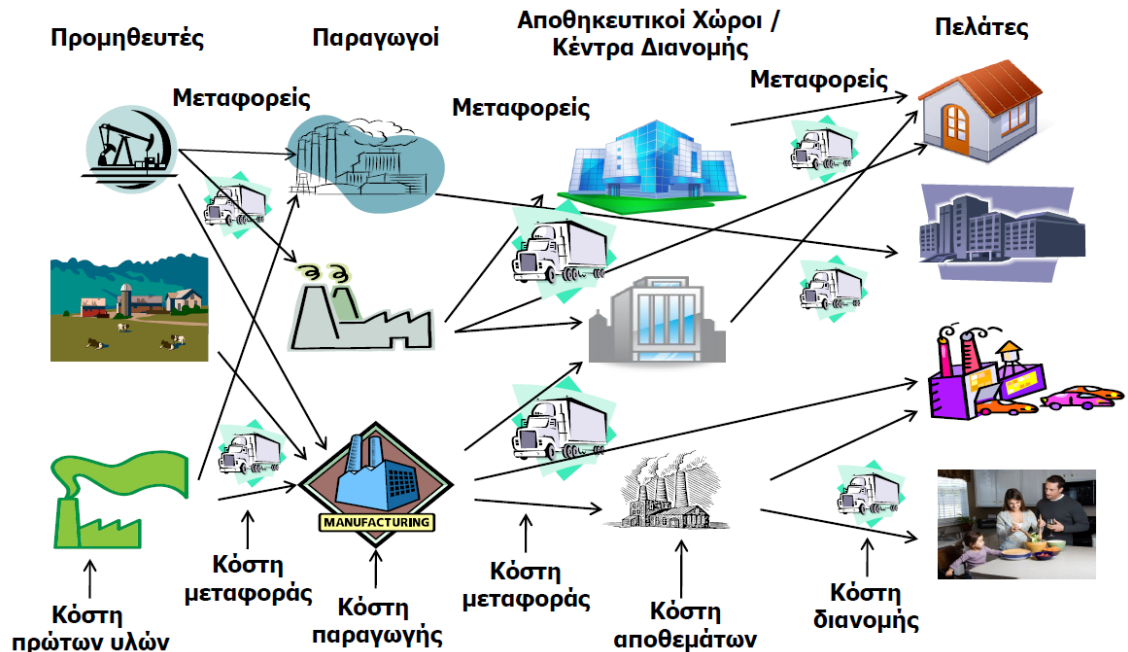 Προμηθευτές
Παραγωγοί
Αποθηκευτικοί Χώροι /
Κέντρα Διανομής
Πελάτες
Μεταφορείς
Μεταφορείς
Μεταφορείς
MANUFACTURING
Κόστη
πρώτων υλών
Κόστη
μεταφοράς
Κόστη
παραγωγής
Κόστη
μεταφοράς
Κόστη
αποθεμάτων
Κόστη
διανομής